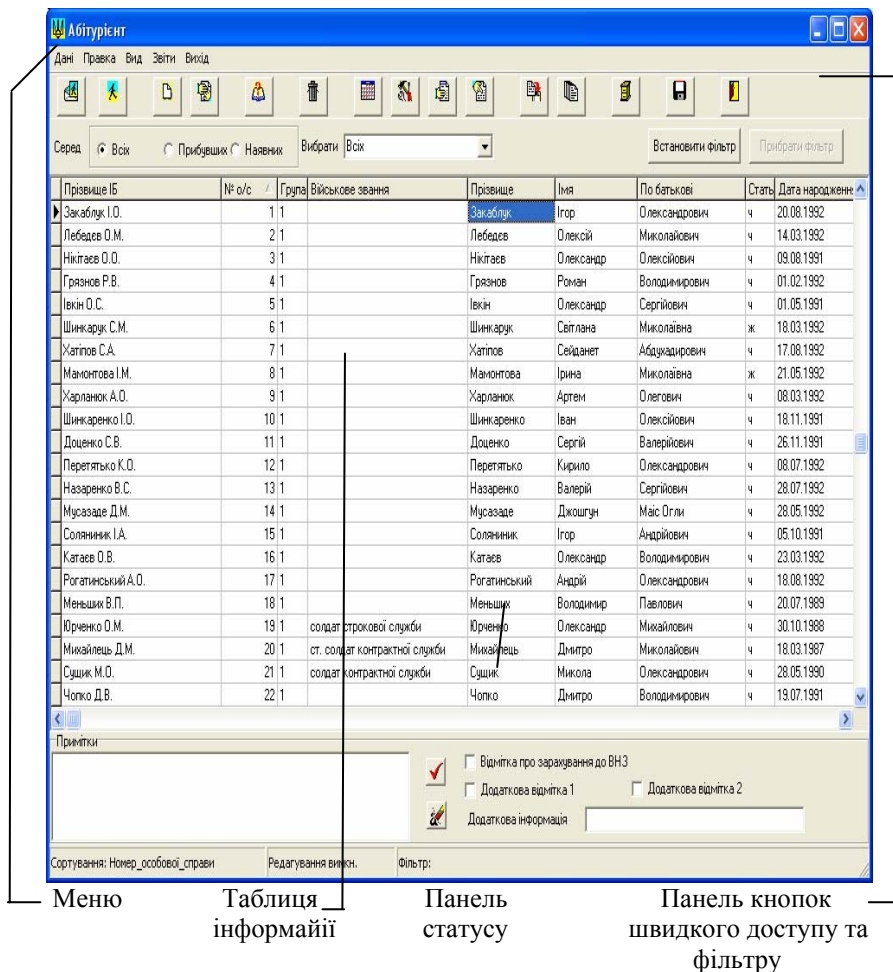 Абітурієнт
Дані Правка Вид Звіти Вихід
Серед Всіх Прибувших Наявних Вибрати Всіх Встановити фільтр Прибрати фільтр
Прізвище ІБ № о/с Група Військове звання Прізвище Імя По батькові Стать Дата народженн
Закаблук І.О. 1 1 Закаблук Ігор Олександрович ч 20.08.1992
Лебедєв О.М. 2 1 Лебедєв Олексій Миколайович ч 14.03.1992
Нікітаєв О.О. 3 1 Нікітаєв Олександр Олексійович ч 09.08.1991
Грязнов Р.В. 4 1 Грязнов Роман Володимирович ч 01.02.1992
Івкін О.С. 5 1 Івкін Олександр Сергійович ч 01.05.1991
Шинкарук С.М. 6 1 Шинкарук Світлана Миколаївна ж 18.03.1992
Хатіпов С.А. 7 1 Хатіпов Сейданет Абдухадирович ч 17.08.1992
Мамонтова І.М. 8 1 Мамонтова Ірина Миколаївна ж 21.05.1992
Харланюк А.О. 9 1 Харланюк Артем Олегович ч 08.03.1992
Шинкаренко І.О. 10 1 Шинкаренко Іван Олексійович ч 18.11.1991
Доценко С.В. 11 1 Доценко Сергій Валерійович ч 26.11.1991
Перетятько К.О. 12 1 Перетятько Кирило Олександрович ч 08.07.1992
Назаренко В.С. 13 1 Назаренко Валерій Сергійович ч 28.07.1992
Мусазаде Д.М. 14 1 Мусазаде Джошгун Маіс Огли ч 28.05.1992
Соляниник І.А. 15 1 Соляниник Ігор Андрійович ч 05.10.1991
Катаєв О.В. 16 1 Катаєв Олександр Володимирович ч 23.03.1992
Рогатинський А.О. 17 1 Рогатинський Андрій Олександрович ч 18.08.1992
Меньших В.П. 18 1 Меньших Володимир Павлович ч 20.07.1989
Юрченко О.М. 19 1 солдат строкової служби Юрченко Олександр Михайлович ч 30.10.1988
Михайлець Д.М. 20 1 ст. солдат контрактної служби Михайлець Дмитро Миколайович ч 18.03.1987
Сущик М.О. 21 1 солдат контрактної служби Сущик Микола Олександрович ч 28.05.1990
Чопко Д.В. 22 1 Чопко Дмитро Володимирович ч 19.07.1991
Примітки
Відмітка про зарахування до ВНЗ
Додаткова відмітка 1 Додаткова відмітка 2
Додаткова інформація
Сортування: Номер_особової_справи Редагування вимкн. Фільтр:
Меню Таблиця Панель Панель кнопок
інформайії статусу швидкого доступу та
фільтру